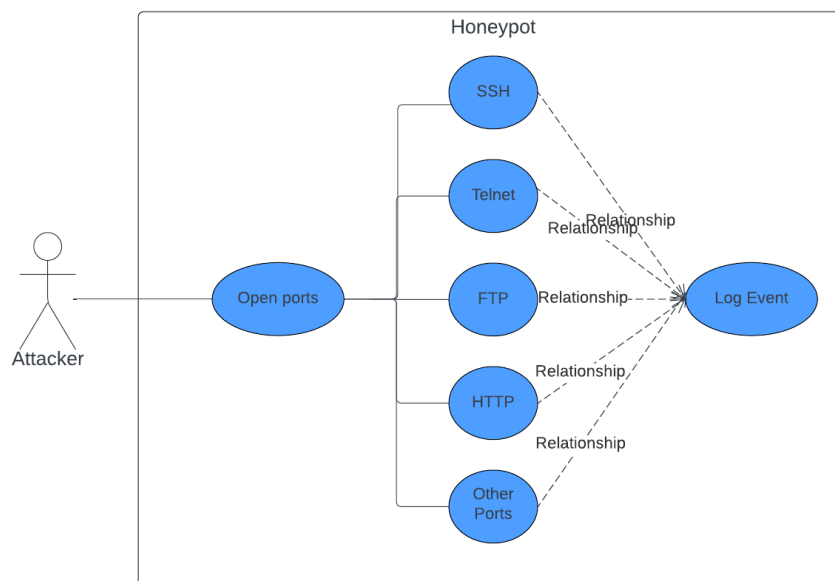 Honeypot
SSH
Telnet
Relationship
Relationship
Open ports
FTP
Relationship
Log Event
Attacker
Relationship
HTTP
Relationship
Other
Ports